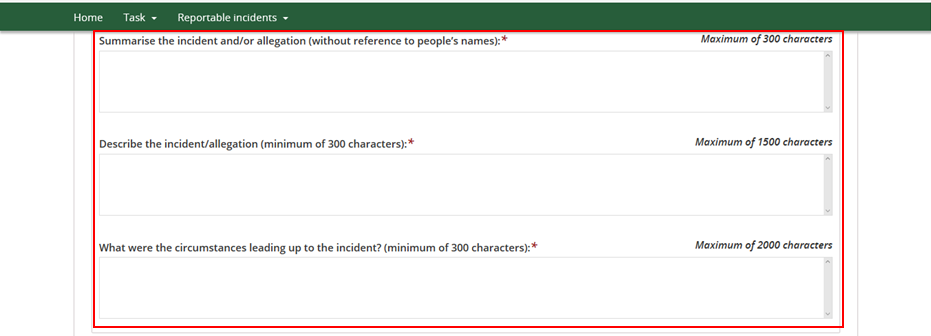 Home Task Reportable incidents
Summarise the incident and/or allegation (without reference to people’s names):* Maximum of 300 characters
Describe the incident/allegation (minimum of 300 characters):* Maximum of 1500 characters
What were the circumstances leading up to the incident? (minimum of 300 characters):* Maximum of 2000 characters